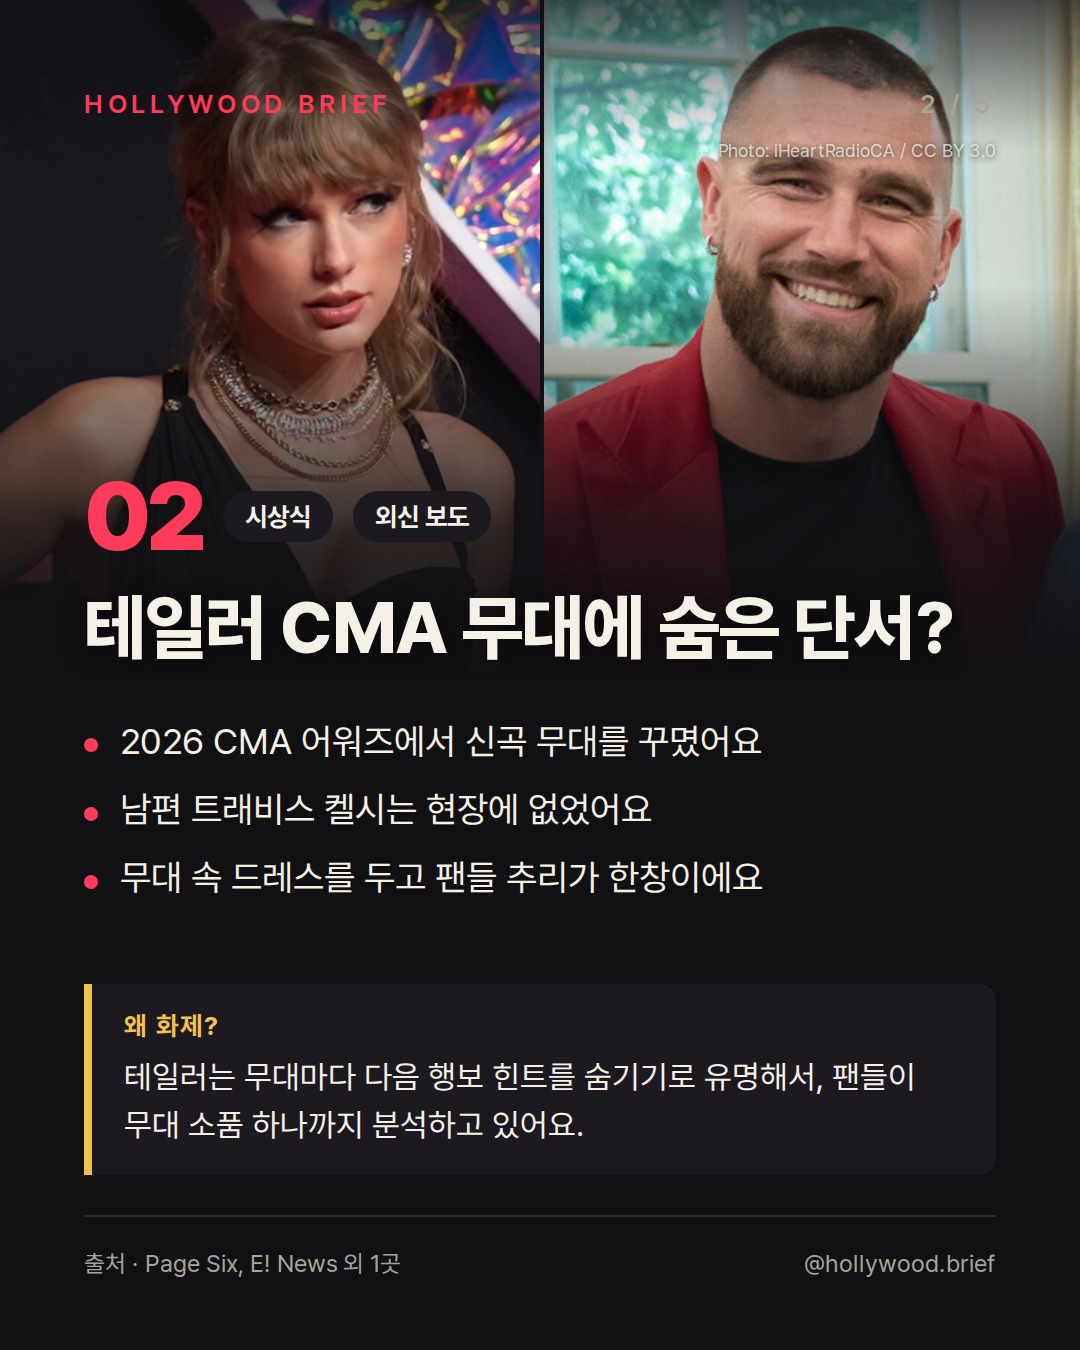 HOLLYWOOD BRIEF
2 / 5
Photo: iHeartRadioCA / CC BY 3.0
02 시상식 외신 보도
테일러 CMA 무대에 숨은 단서?
2026 CMA 어워즈에서 신곡 무대를 꾸몄어요
남편 트래비스 켈시는 현장에 없었어요
무대 속 드레스를 두고 팬들 추리가 한창이에요
왜 화제?
테일러는 무대마다 다음 행보 힌트를 숨기기로 유명해서, 팬들이
무대 소품 하나까지 분석하고 있어요.
출처 · Page Six, E! News 외 1곳
@hollywood.brief